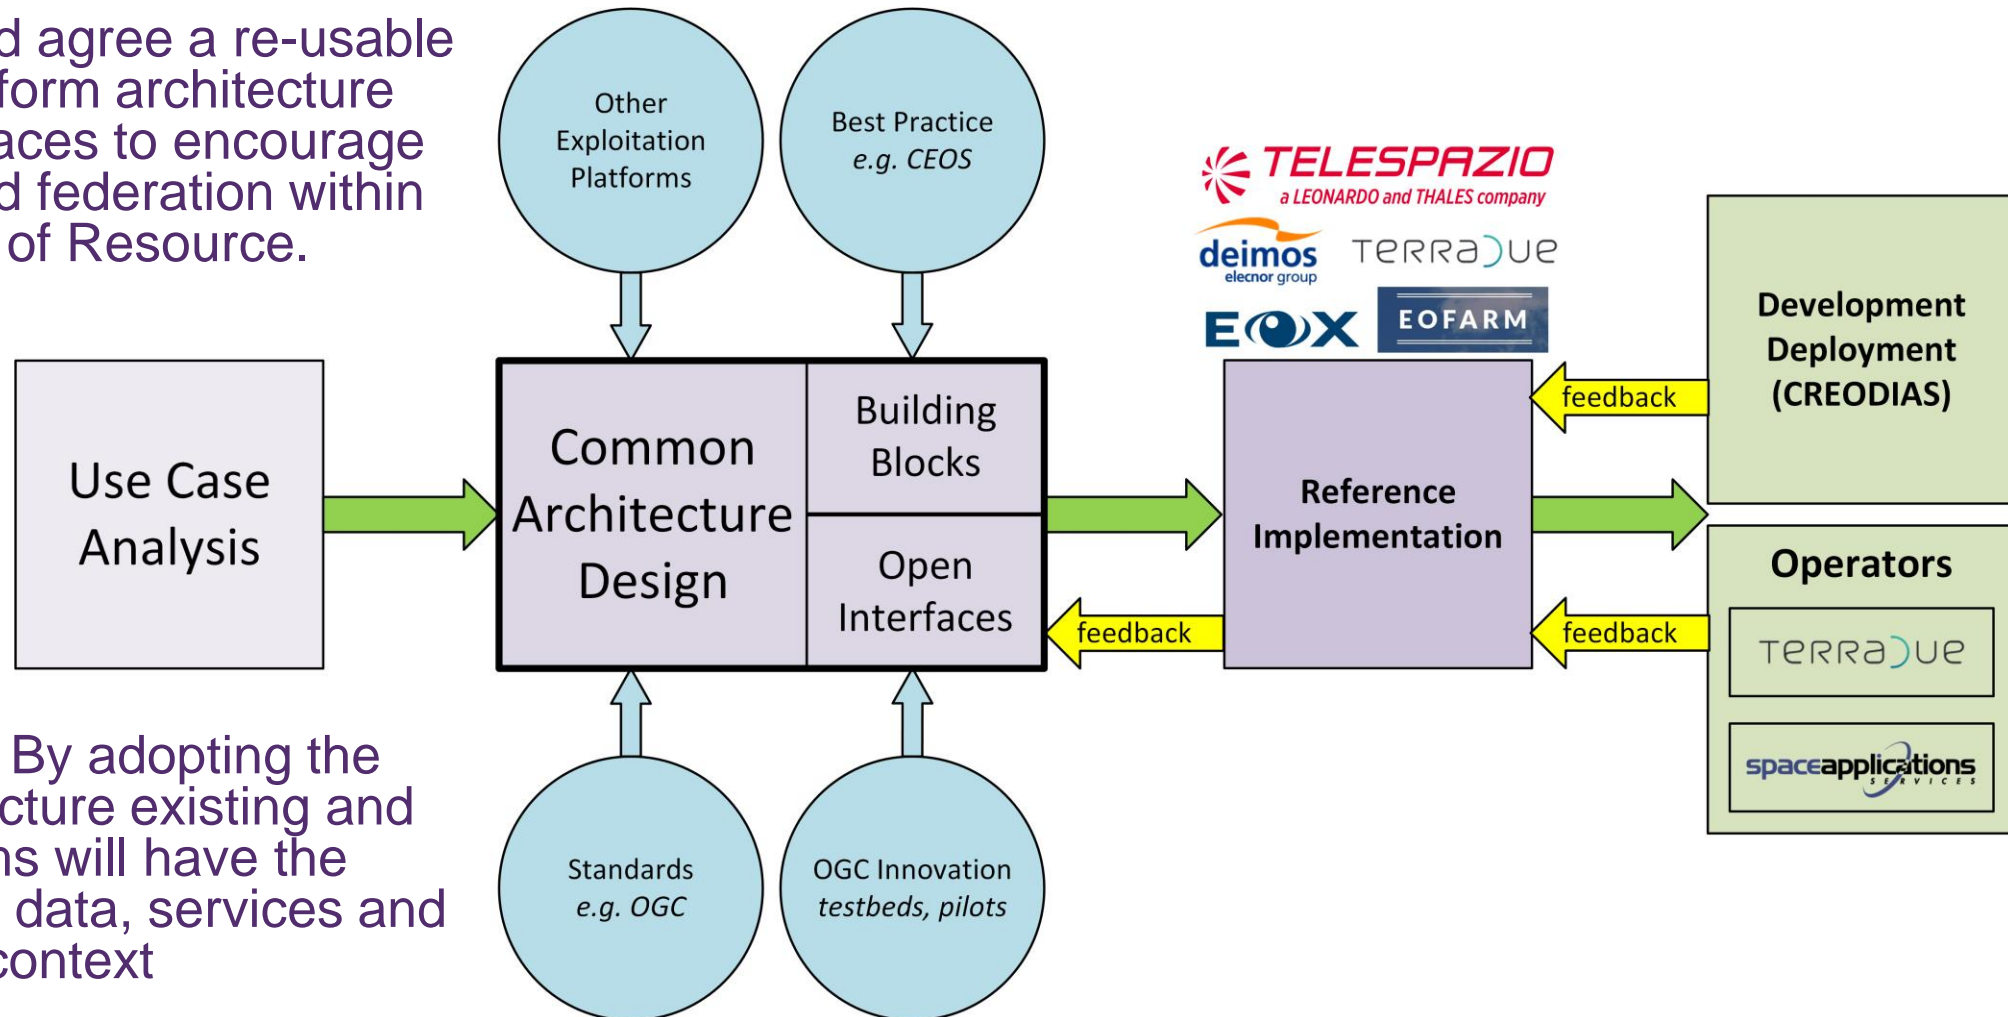 d agree a re-usable
form architecture
aces to encourage
d federation within
of Resource.
Other
Exploitation
Platforms
Best Practice
e.g. CEOS
TELESPAZIO
a LEONARDO and THALES company
deimos
elecnor group
TERRADUE
EOX
EOFARM
Use Case
Analysis
Common
Architecture
Design
Building
Blocks
Open
Interfaces
feedback
Reference
Implementation
feedback
feedback
Development
Deployment
(CREODIAS)
Operators
TERRADUE
spaceapplications
SERVICES
By adopting the
cture existing and
ns will have the
data, services and
context
Standards
e.g. OGC
OGC Innovation
testbeds, pilots